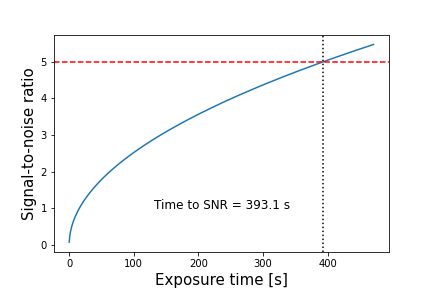 Signal-to-noise ratio
5
4
3
2
1
0
Time to SNR = 393.1 s
0 100 200 300 400
Exposure time [s]